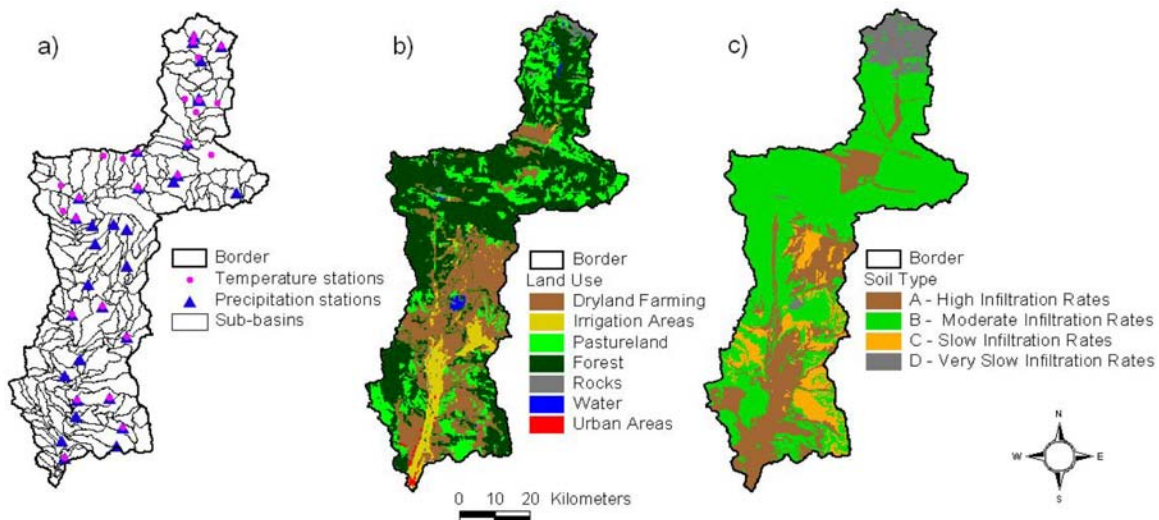 a)
Border
Temperature stations
Precipitation stations
Sub-basins
b)
Border
Land Use
Dryland Farming
Irrigation Areas
Pastureland
Forest
Rocks
Water
Urban Areas
0 10 20 Kilometers
c)
Border
Soil Type
A - High Infiltration Rates
B - Moderate Infiltration Rates
C - Slow Infiltration Rates
D - Very Slow Infiltration Rates
N
W E
S